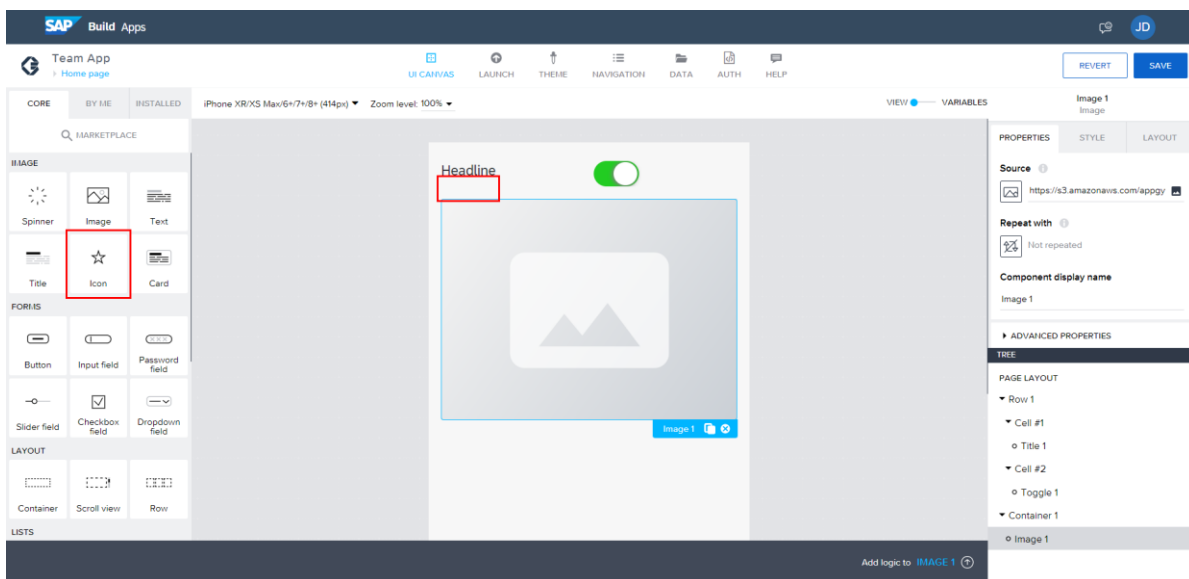 SAP Build Apps
JD
Team App
Home page
UI CANVAS LAUNCH THEME NAVIGATION DATA AUTH HELP
REVERT SAVE
CORE BY ME INSTALLED
iPhone XR/XS Max/6+/7+/8+ (414px) Zoom level: 100%
VIEW VARIABLES
Image 1
Image
MARKETPLACE
PROPERTIES STYLE LAYOUT
IMAGE
Spinner Image Text
Title Icon Card
FORMS
Button Input field Password field
Slider field Checkbox field Dropdown field
LAYOUT
Container Scroll view Row
LISTS
Headline
Image 1
Source
https://s3.amazonaws.com/appgy
Repeat with
Not repeated
Component display name
Image 1
ADVANCED PROPERTIES
TREE
PAGE LAYOUT
Row 1
Cell #1
Title 1
Cell #2
Toggle 1
Container 1
Image 1
Add logic to IMAGE 1